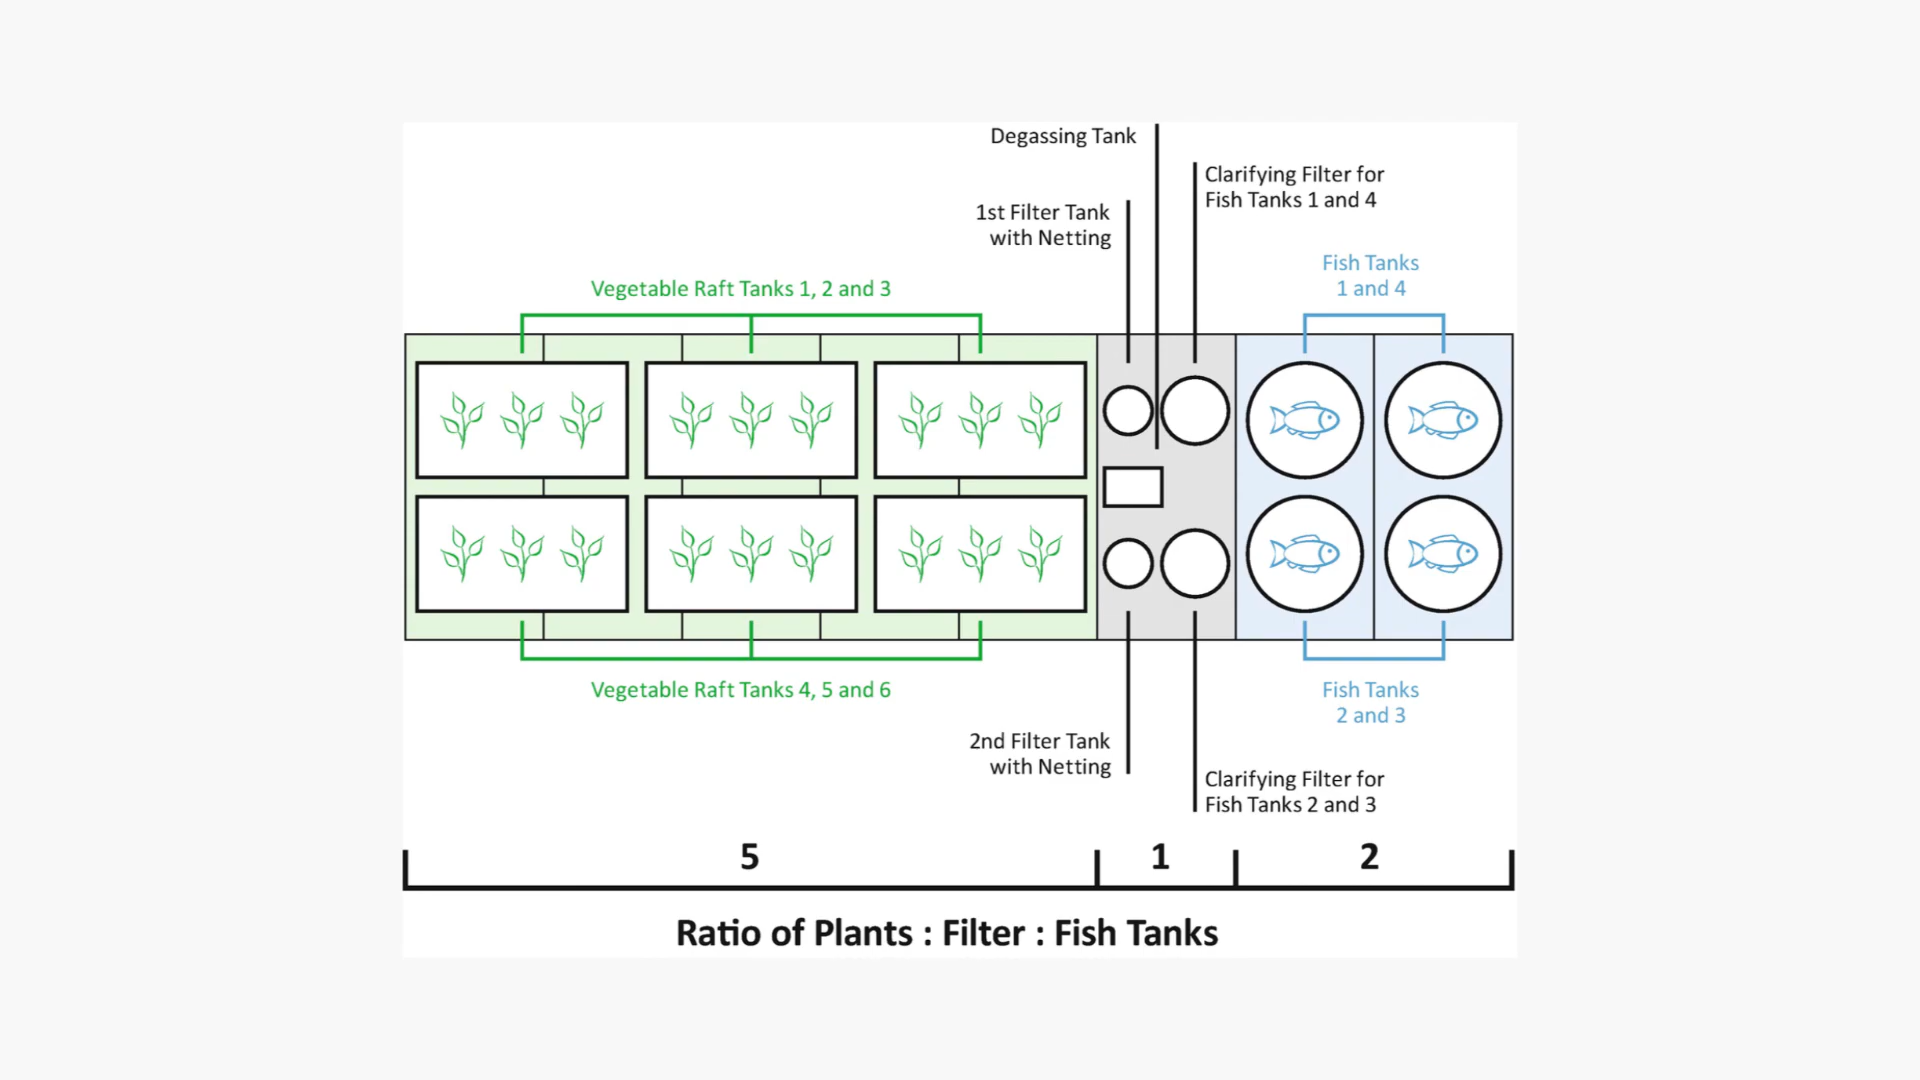 Degassing Tank
Clarifying Filter for
Fish Tanks 1 and 4
1st Filter Tank
with Netting
Fish Tanks
1 and 4
Vegetable Raft Tanks 1, 2 and 3
Vegetable Raft Tanks 4, 5 and 6
Fish Tanks
2 and 3
2nd Filter Tank
with Netting
Clarifying Filter for
Fish Tanks 2 and 3
5
1
2
Ratio of Plants : Filter : Fish Tanks